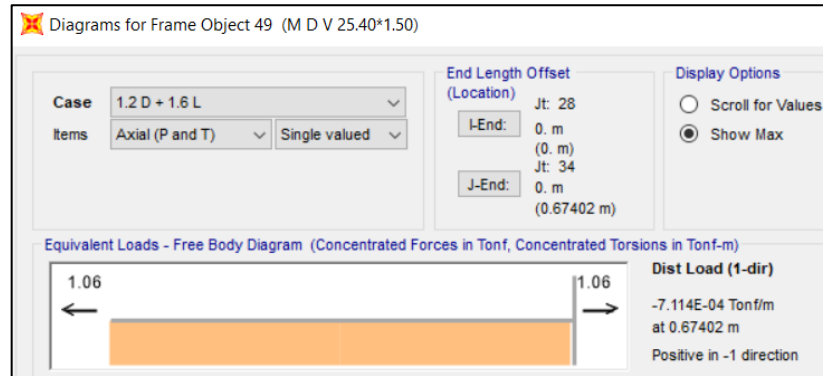 Diagrams for Frame Object 49 (M D V 25.40*1.50)
Case
1.2 D + 1.6 L
Items
Axial (P and T)
Single valued
End Length Offset
(Location)
I-End:
Jt: 28
0. m
(0. m)
J-End:
Jt: 34
0. m
(0.67402 m)
Display Options
Scroll for Values
Show Max
Equivalent Loads - Free Body Diagram (Concentrated Forces in Tonf, Concentrated Torsions in Tonf-m)
1.06
1.06
Dist Load (1-dir)
-7.114E-04 Tonf/m
at 0.67402 m
Positive in -1 direction